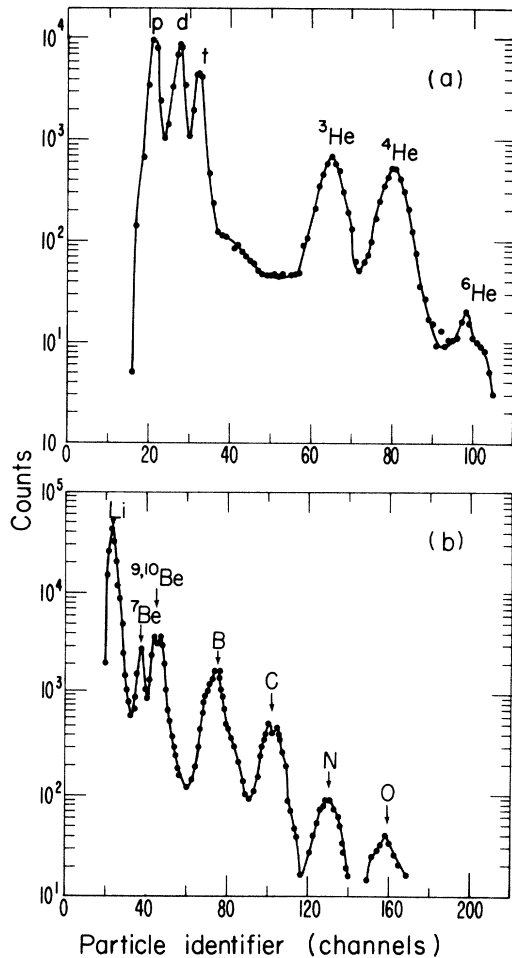 10⁴
p d t
(a)
10³
³He
⁴He
10²
⁶He
10¹
10
0 20 40 60 80 100
Counts
10⁵
Li
(b)
9,10Be
10⁴
⁷Be
B
10³
C
N
10²
O
10¹
0 40 80 120 160 200
Particle identifier (channels)